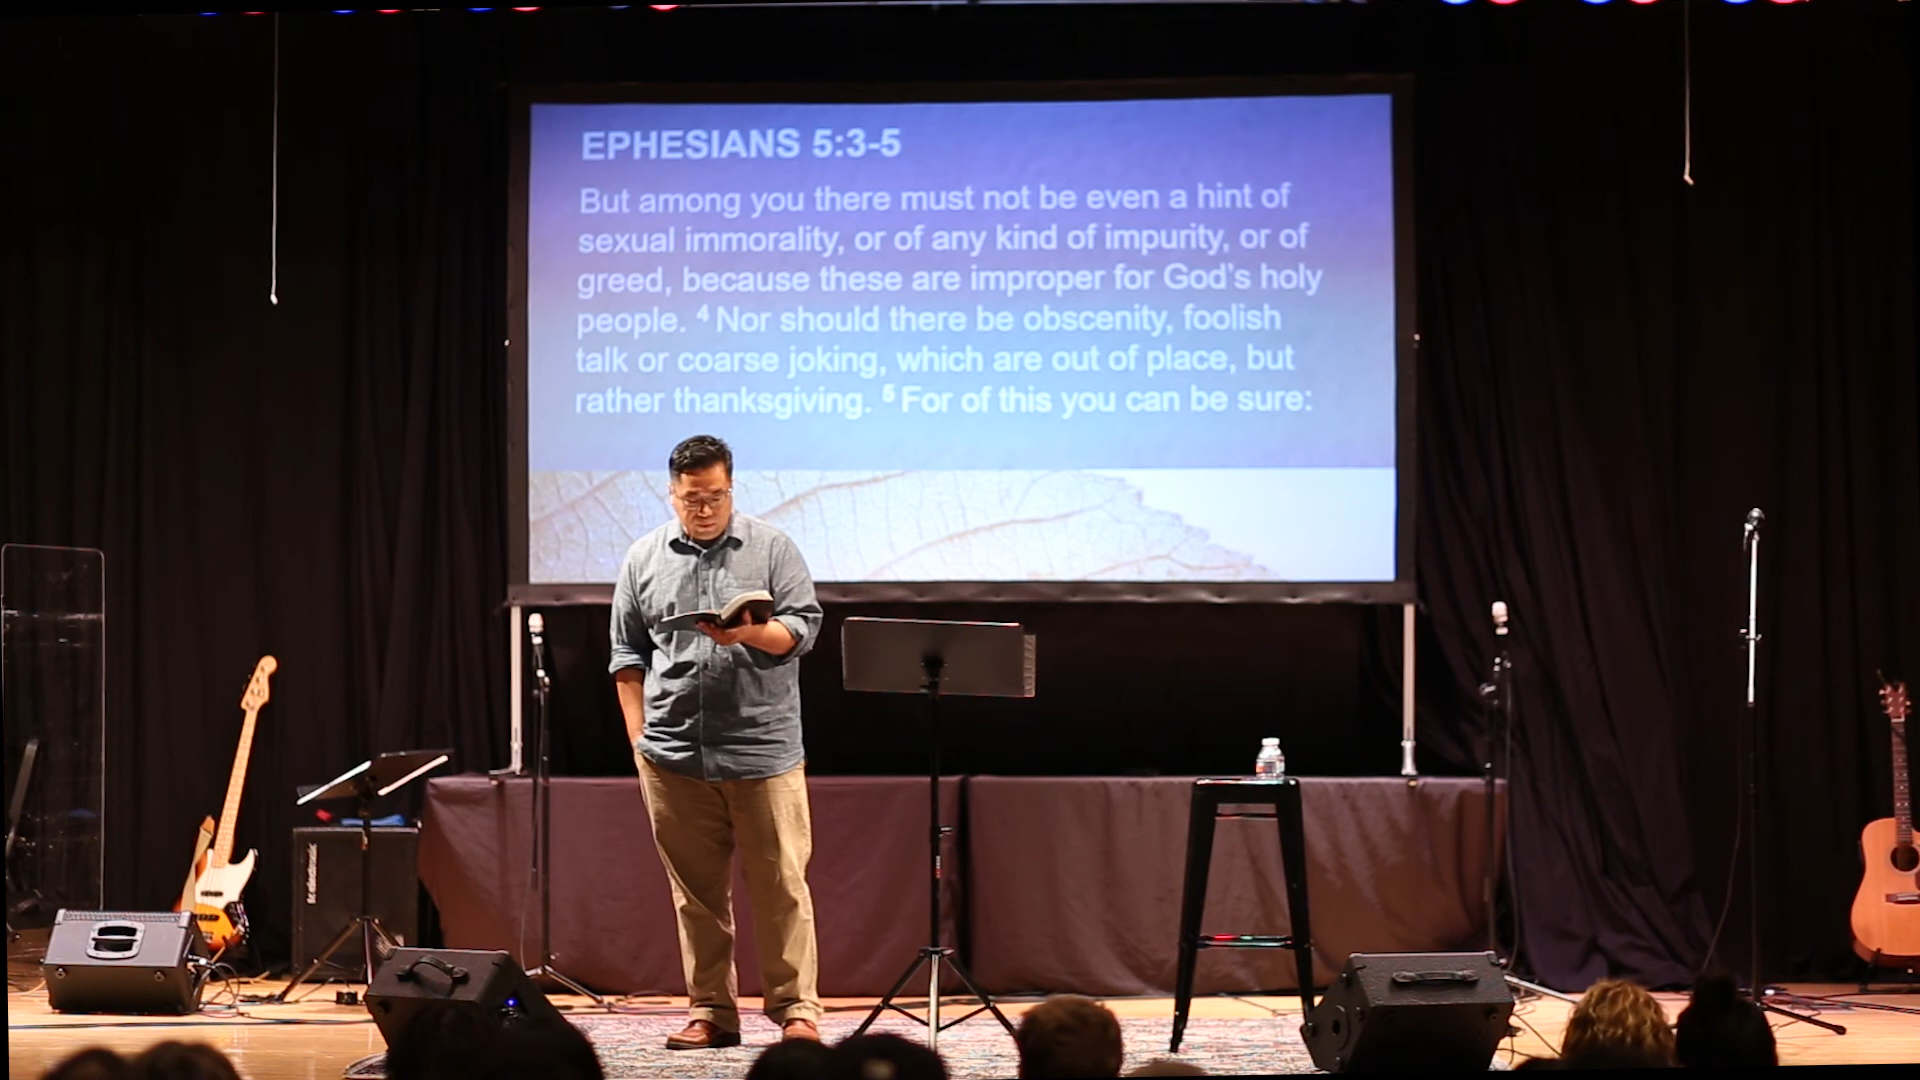 EPHESIANS 5:3-5
But among you there must not be even a hint of
sexual immorality, or of any kind of impurity, or of
greed, because these are improper for God's holy
people. 4 Nor should there be obscenity, foolish
talk or coarse joking, which are out of place, but
rather thanksgiving. 5 For of this you can be sure:
tc electronic